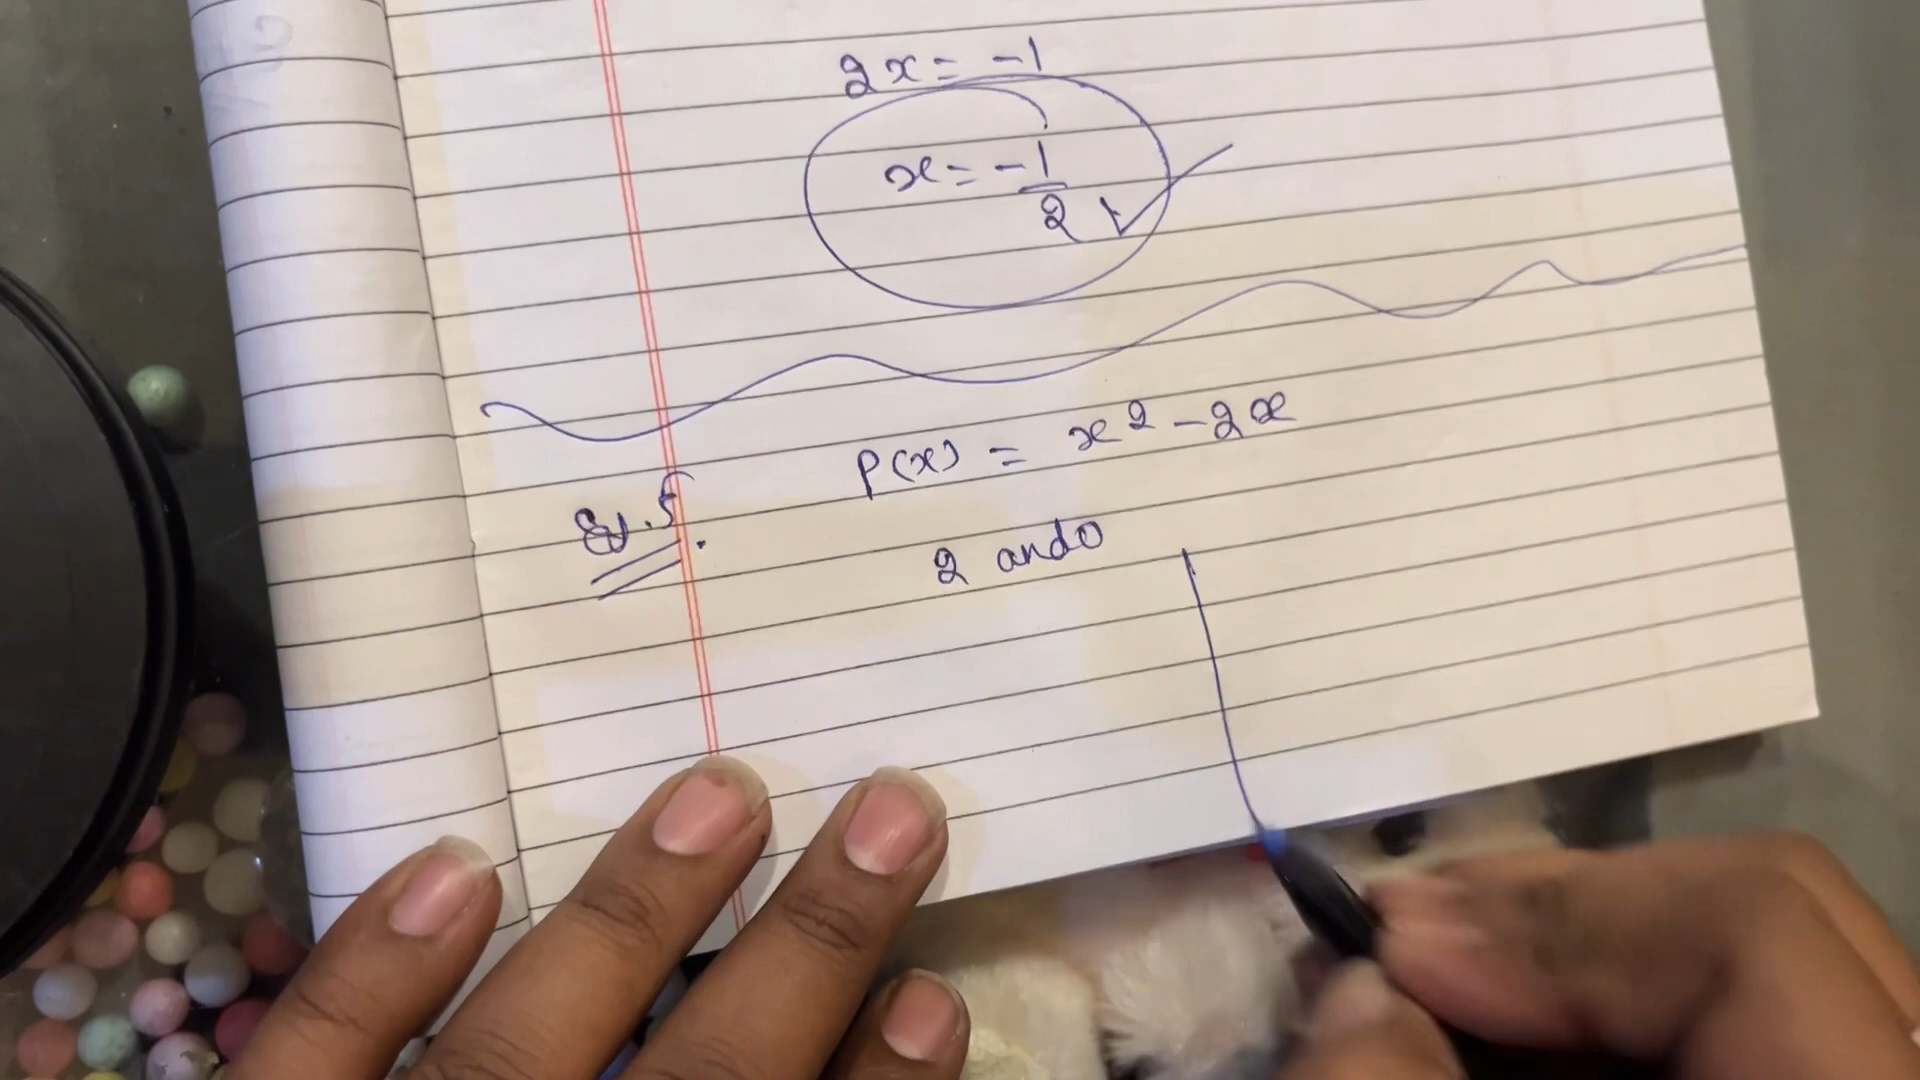 2x = -1
x = -1/2 ✓
P(x) = x² - 2x
5.
2 and 0